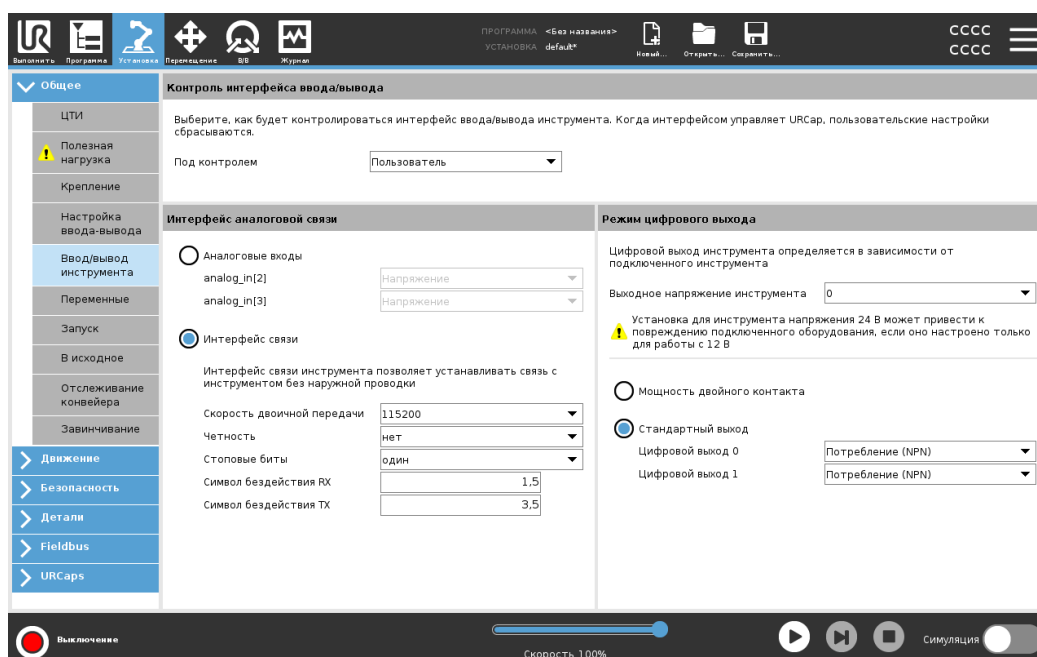 ПРОГРАММА <Без названия>
УСТАНОВКА default*
UR
Выполнить Программа Установка Перемещение В/В Журнал
Новый... Открыть... Сохранить...
CCCC
CCCC
Общее
ЦТИ
Полезная
нагрузка
Крепление
Настройка
ввода-вывода
Ввод/вывод
инструмента
Переменные
Запуск
В исходное
Отслеживание
конвейера
Завинчивание
Движение
Безопасность
Детали
Fieldbus
URCaps
Контроль интерфейса ввода/вывода
Выберите, как будет контролироваться интерфейс ввода/вывода инструмента. Когда интерфейсом управляет URCap, пользовательские настройки
сбрасываются.
Под контролем Пользователь
Интерфейс аналоговой связи
Аналоговые входы
analog_in[2] Напряжение
analog_in[3] Напряжение
Интерфейс связи
Интерфейс связи инструмента позволяет устанавливать связь с
инструментом без наружной проводки
Скорость двоичной передачи 115200
Четность нет
Стоповые биты один
Символ бездействия RX 1,5
Символ бездействия TX 3,5
Режим цифрового выхода
Цифровой выход инструмента определяется в зависимости от
подключенного инструмента
Выходное напряжение инструмента 0
Установка для инструмента напряжения 24 В может привести к
повреждению подключенного оборудования, если оно настроено только
для работы с 12 В
Мощность двойного контакта
Стандартный выход
Цифровой выход 0 Потребление (NPN)
Цифровой выход 1 Потребление (NPN)
Выключение
Скорость 100%
Симуляция